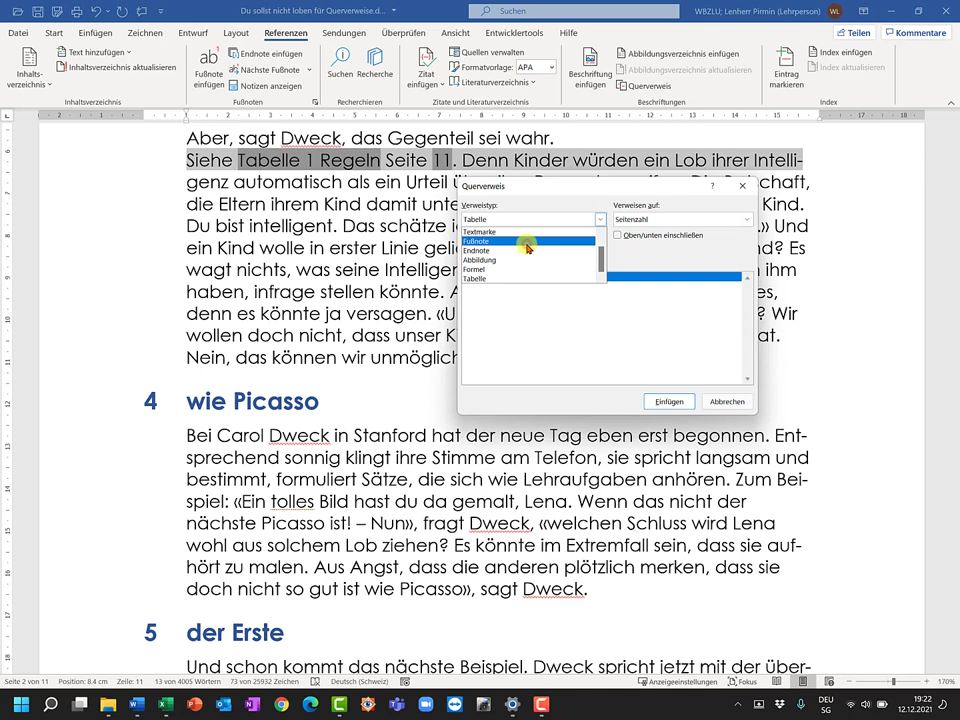 Du sollst nicht loben für Querverweise.d...
Suchen
WBZLU; Lenherr Pirmin (Lehrperson)
WL
Datei
Start
Einfügen
Zeichnen
Entwurf
Layout
Referenzen
Sendungen
Überprüfen
Ansicht
Entwicklertools
Hilfe
Teilen
Kommentare
Inhalts-
verzeichnis
Text hinzufügen
Inhaltsverzeichnis aktualisieren
Inhaltsverzeichnis
ab
Fußnote
einfügen
Endnote einfügen
Nächste Fußnote
Notizen anzeigen
Fußnoten
Suchen
Recherche
Recherchieren
Zitat
einfügen
Quellen verwalten
Formatvorlage: APA
Literaturverzeichnis
Zitate und Literaturverzeichnis
Beschriftung
einfügen
Abbildungsverzeichnis einfügen
Abbildungsverzeichnis aktualisieren
Querverweis
Beschriftungen
Eintrag
markieren
Index einfügen
Index aktualisieren
Index
Aber, sagt Dweck, das Gegenteil sei wahr.
Siehe Tabelle 1 Regeln Seite 11. Denn Kinder würden ein Lob ihrer Intelli-
genz automatisch als ein Urteil
die Eltern ihrem Kind damit
Kind.
Du bist intelligent. Das schätze
Und
ein Kind wolle in erster Linie
Es
wagt nichts, was seine
ihm
haben, infrage stellen könnte.
denn es könnte ja versagen.
? Wir
wollen doch nicht, dass unser
at.
Nein, das können wir
Querverweis
?
Verweistyp:
Verweisen auf:
Tabelle
Seitenzahl
Textmarke
Fußnote
Endnote
Abbildung
Formel
Tabelle
Oben/unten einschließen
Einfügen
Abbrechen
4 wie Picasso
Bei Carol Dweck in Stanford hat der neue Tag eben erst begonnen. Ent-
sprechend sonnig klingt ihre Stimme am Telefon, sie spricht langsam und
bestimmt, formuliert Sätze, die sich wie Lehraufgaben anhören. Zum Bei-
spiel: «Ein tolles Bild hast du da gemalt, Lena. Wenn das nicht der
nächste Picasso ist! – Nun», fragt Dweck, «welchen Schluss wird Lena
wohl aus solchem Lob ziehen? Es könnte im Extremfall sein, dass sie auf-
hört zu malen. Aus Angst, dass die anderen plötzlich merken, dass sie
doch nicht so gut ist wie Picasso», sagt Dweck.
5 der Erste
Und schon kommt das nächste Beispiel. Dweck spricht jetzt mit der über-
Seite 2 von 11
Position: 8.4 cm
Zeile: 11
13 von 4005 Wörtern
73 von 25932 Zeichen
Deutsch (Schweiz)
Anzeigeeinstellungen
Fokus
170%
DEU
SG
19:22
12.12.2021